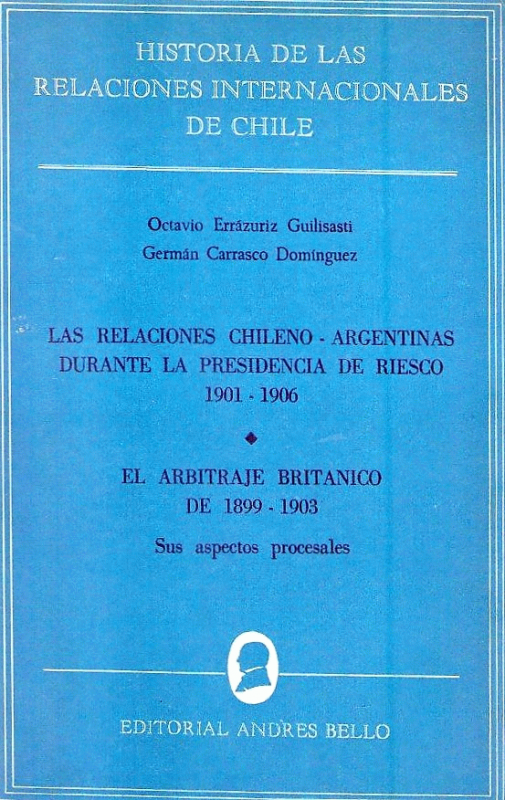 HISTORIA DE LAS
RELACIONES INTERNACIONALES
DE CHILE
Octavio Errázuriz Guilisasti
Germán Carrasco Domínguez
LAS RELACIONES CHILENO - ARGENTINAS
DURANTE LA PRESIDENCIA DE RIESCO
1901 - 1906
EL ARBITRAJE BRITANICO
DE 1899 - 1903
Sus aspectos procesales
EDITORIAL ANDRES BELLO